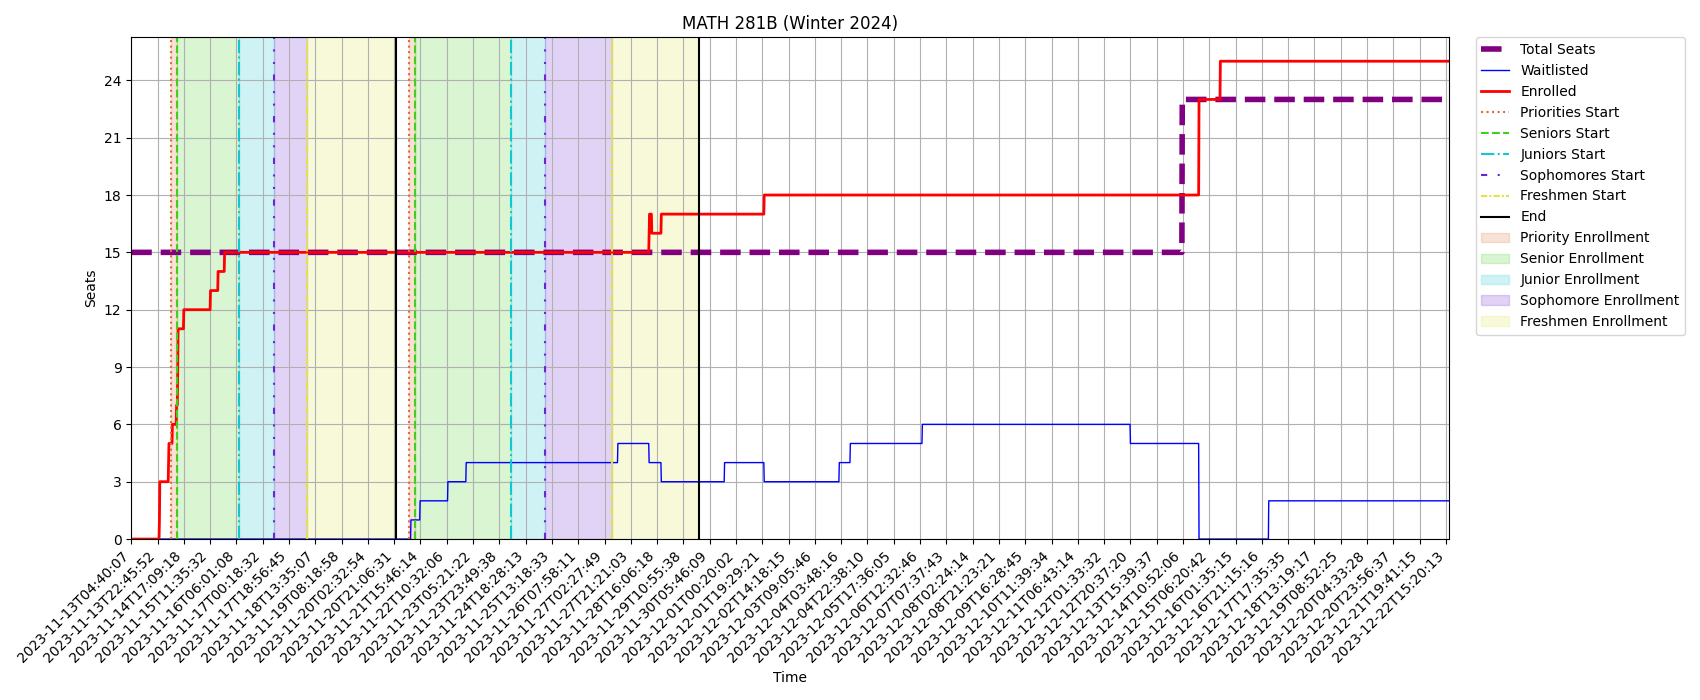 MATH 281B (Winter 2024)
Total Seats
Waitlisted
Enrolled
Priorities Start
Seniors Start
Juniors Start
Sophomores Start
Freshmen Start
End
Priority Enrollment
Senior Enrollment
Junior Enrollment
Sophomore Enrollment
Freshmen Enrollment
Seats
24
21
18
15
12
9
6
3
0
2023-11-13T04:40:07
2023-11-13T22:45:52
2023-11-14T17:09:18
2023-11-15T11:35:32
2023-11-16T06:01:08
2023-11-17T00:18:32
2023-11-17T18:56:45
2023-11-18T13:35:07
2023-11-19T08:18:58
2023-11-20T02:32:54
2023-11-20T21:06:31
2023-11-21T15:46:14
2023-11-22T10:32:06
2023-11-23T05:21:22
2023-11-23T23:49:38
2023-11-24T18:28:13
2023-11-25T13:18:33
2023-11-26T07:58:11
2023-11-27T02:27:49
2023-11-27T21:21:03
2023-11-28T16:06:18
2023-11-29T10:55:38
2023-11-30T05:46:09
2023-12-01T00:20:02
2023-12-01T19:29:21
2023-12-02T14:18:15
2023-12-03T09:05:46
2023-12-04T03:48:16
2023-12-04T22:38:10
2023-12-05T17:36:05
2023-12-06T12:32:46
2023-12-07T07:37:43
2023-12-08T02:24:14
2023-12-08T21:23:21
2023-12-09T16:28:45
2023-12-10T11:39:34
2023-12-11T06:43:14
2023-12-12T01:33:32
2023-12-12T20:37:20
2023-12-13T15:39:37
2023-12-14T10:52:06
2023-12-15T06:20:42
2023-12-16T01:35:15
2023-12-16T21:15:16
2023-12-17T17:35:35
2023-12-18T13:19:17
2023-12-19T08:52:25
2023-12-20T04:33:28
2023-12-20T23:56:37
2023-12-21T19:41:15
2023-12-22T15:20:13
Time